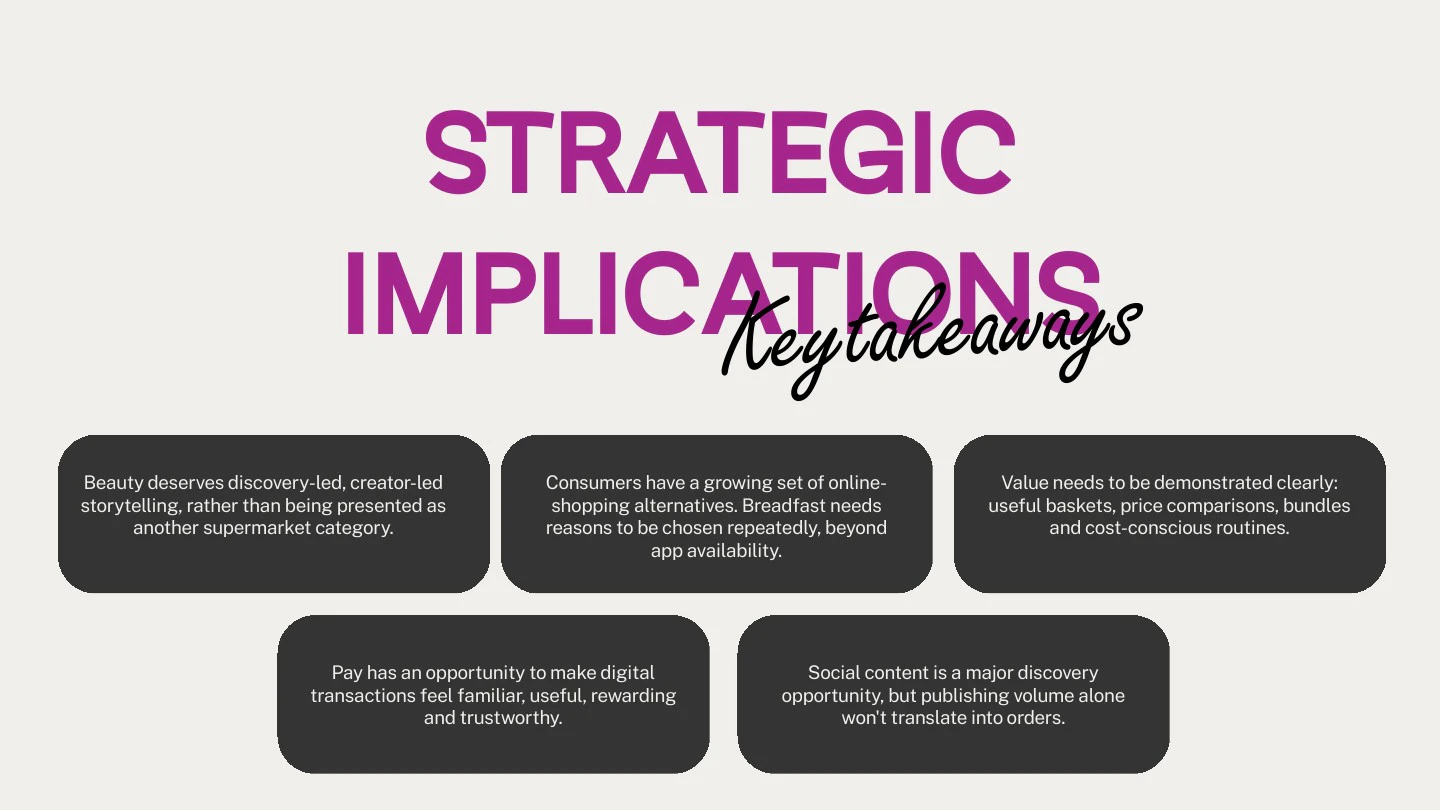 STRATEGIC
IMPLICATIONS
Key takeaways
Beauty deserves discovery-led, creator-led
storytelling, rather than being presented as
another supermarket category.
Consumers have a growing set of online-
shopping alternatives. Breadfast needs
reasons to be chosen repeatedly, beyond
app availability.
Value needs to be demonstrated clearly:
useful baskets, price comparisons, bundles
and cost-conscious routines.
Pay has an opportunity to make digital
transactions feel familiar, useful, rewarding
and trustworthy.
Social content is a major discovery
opportunity, but publishing volume alone
won't translate into orders.